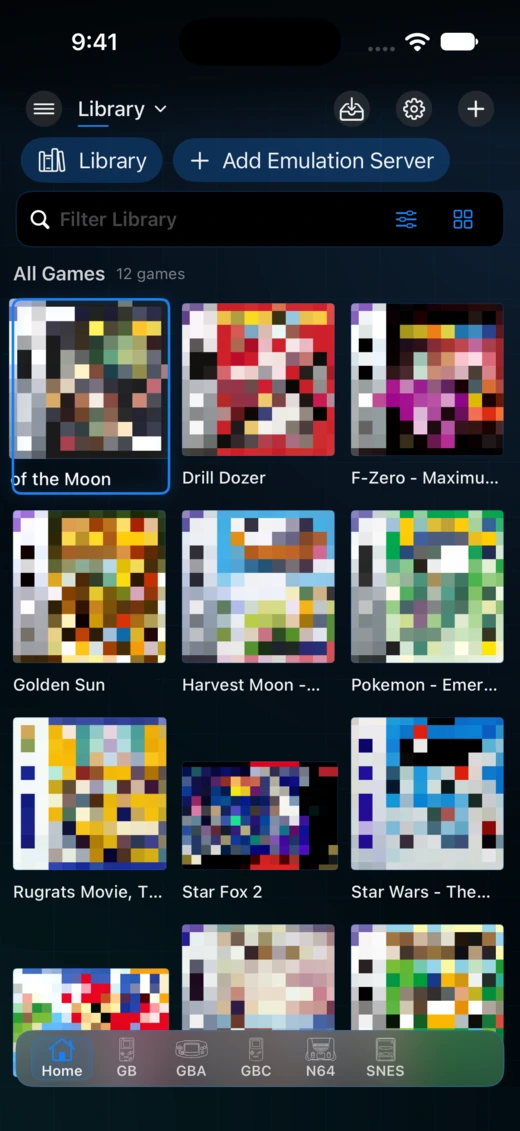 9:41
Library
Library
Add Emulation Server
Filter Library
All Games 12 games
of the Moon
Drill Dozer
F-Zero - Maximu...
Golden Sun
Harvest Moon -...
Pokemon - Emer...
Rugrats Movie, T...
Star Fox 2
Star Wars - The...
Home
GB
GBA
GBC
N64
SNES